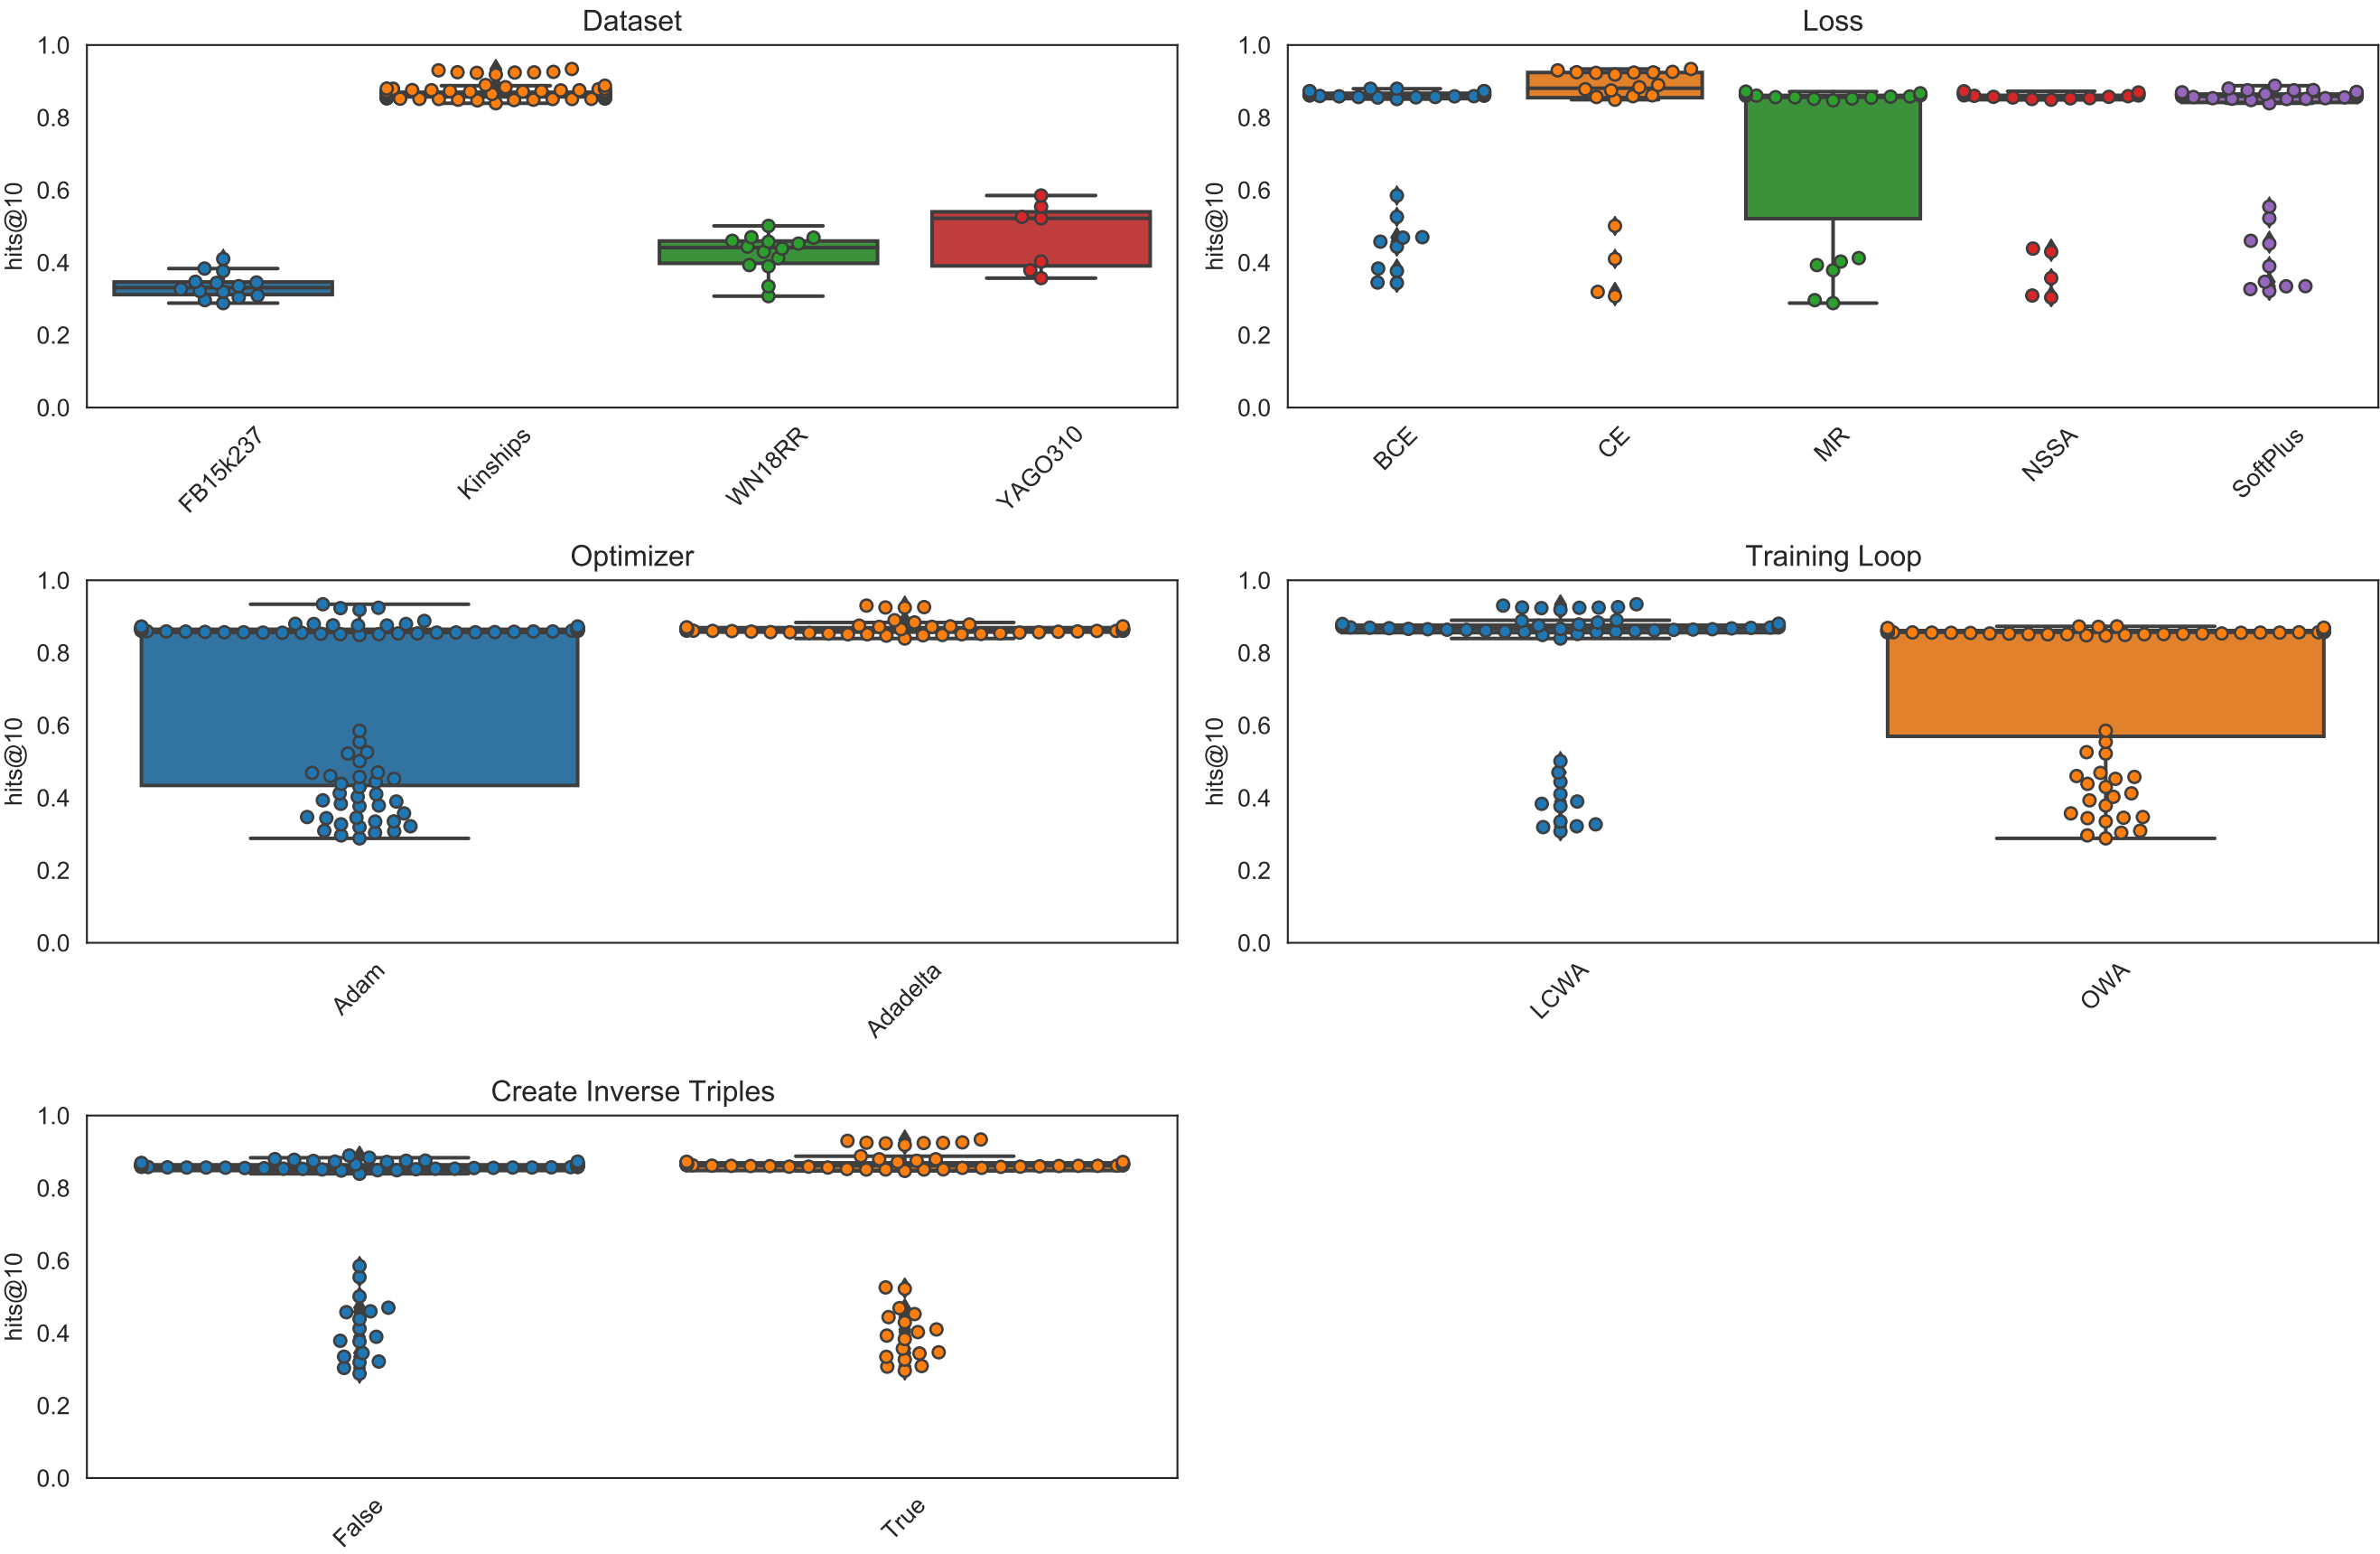 Dataset
hits@10
1.0
0.8
0.6
0.4
0.2
0.0
FB15k237
Kinships
WN18RR
YAGO310
Loss
hits@10
1.0
0.8
0.6
0.4
0.2
0.0
BCE
CE
MR
NSSA
SoftPlus
Optimizer
hits@10
1.0
0.8
0.6
0.4
0.2
0.0
Adam
Adadelta
Training Loop
hits@10
1.0
0.8
0.6
0.4
0.2
0.0
LCWA
OWA
Create Inverse Triples
hits@10
1.0
0.8
0.6
0.4
0.2
0.0
False
True